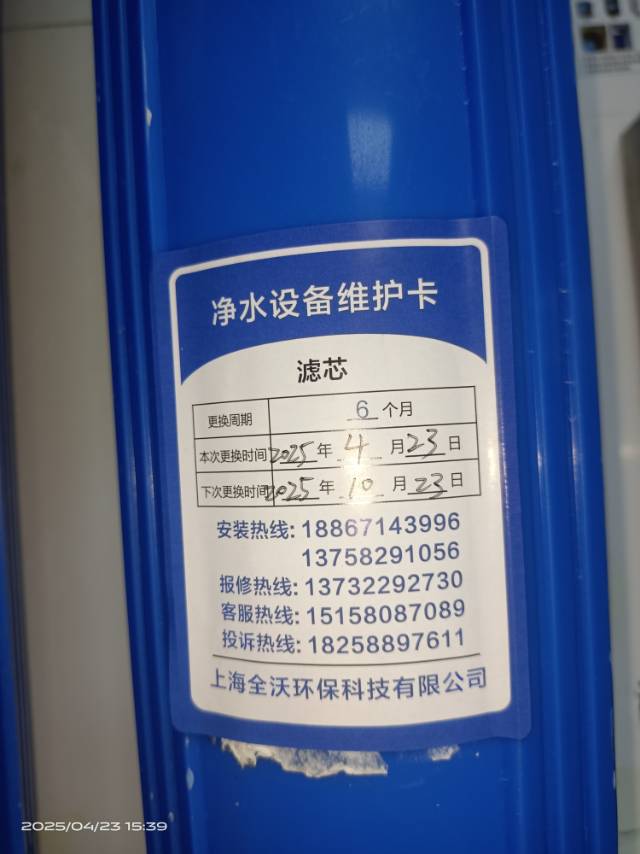 净水设备维护卡
滤芯
更换周期 6 个月
本次更换时间 2025 年 4 月 23 日
下次更换时间 2025 年 10 月 23 日
安装热线: 18867143996
13758291056
报修热线: 13732292730
客服热线: 15158087089
投诉热线: 18258897611
上海全沃环保科技有限公司
2025/04/23 15:39